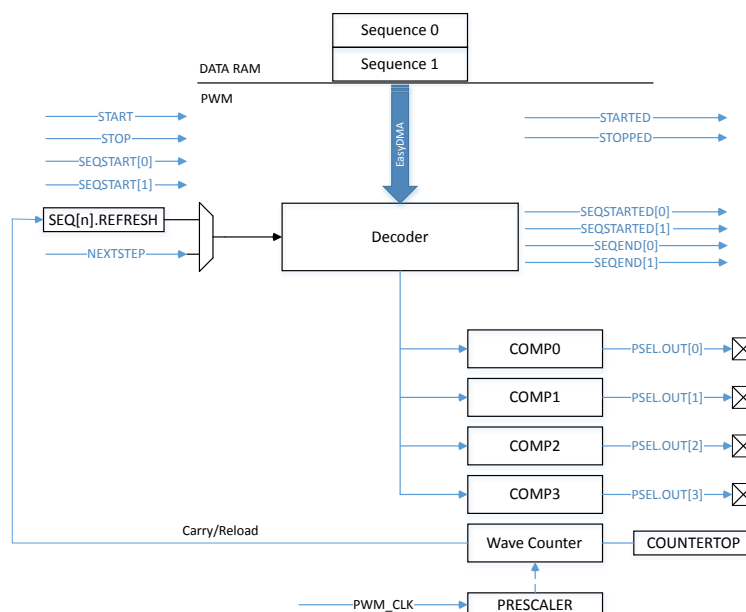 Sequence 0
Sequence 1
DATA RAM
PWM
START
STOP
SEQSTART[0]
SEQSTART[1]
EasyDMA
STARTED
STOPPED
SEQ[n].REFRESH
NEXTSTEP
Decoder
SEQSTARTED[0]
SEQSTARTED[1]
SEQEND[0]
SEQEND[1]
COMP0
PSEL.OUT[0]
COMP1
PSEL.OUT[1]
COMP2
PSEL.OUT[2]
COMP3
PSEL.OUT[3]
Carry/Reload
Wave Counter
COUNTERTOP
PWM_CLK
PRESCALER